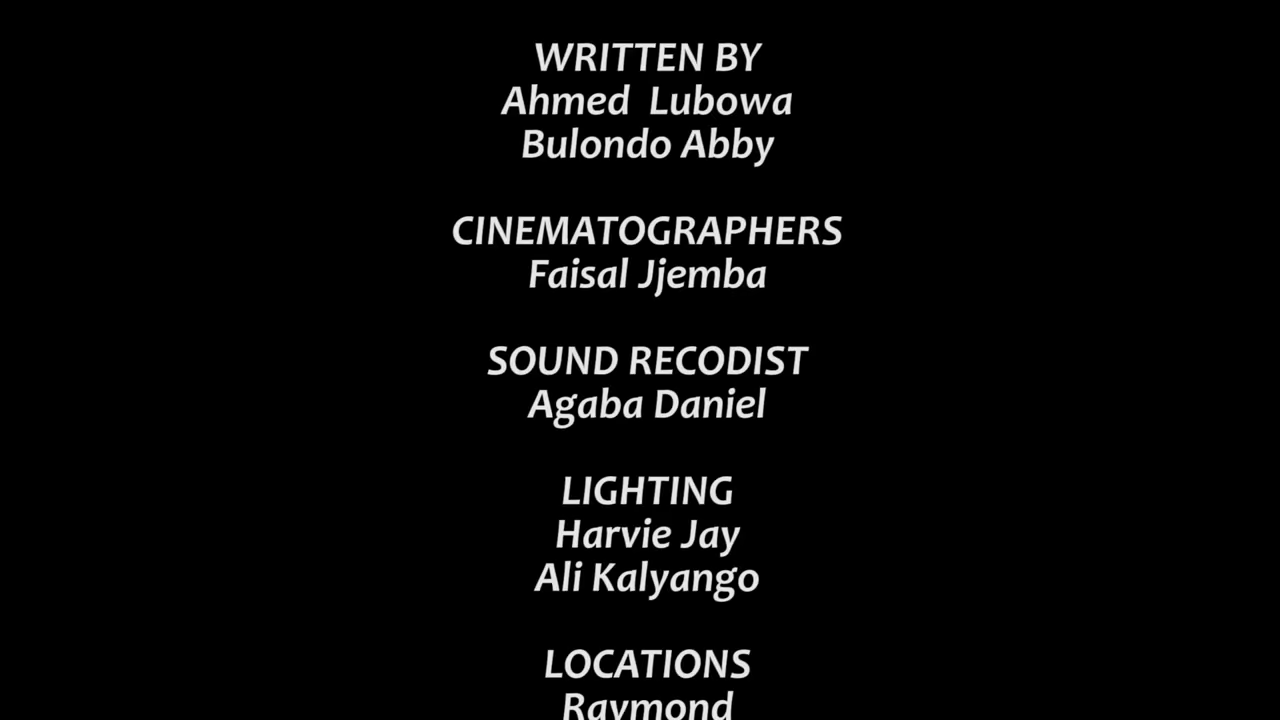 WRITTEN BY
Ahmed Lubowa
Bulondo Abby
CINEMATOGRAPHERS
Faisal Jjemba
SOUND RECODIST
Agaba Daniel
LIGHTING
Harvie Jay
Ali Kalyango
LOCATIONS
Raymond